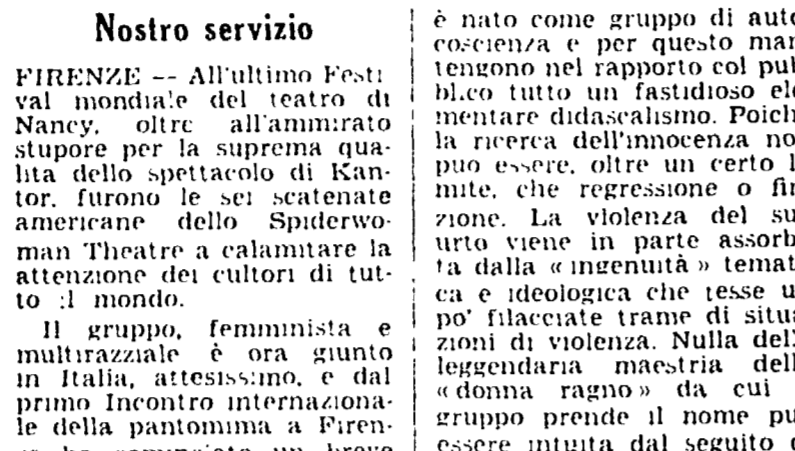 Nostro servizio
FIRENZE -- All'ultimo Festi
val mondiale del teatro di
Nancy, oltre all'ammirato
stupore per la suprema qua-
lità dello spettacolo di Kan-
tor, furono le sei scatenate
americane dello Spiderwo-
man Theatre a calamitare la
attenzione dei cultori di tut-
to il mondo.
Il gruppo, femminista e
multirazziale è ora giunto
in Italia, attesissimo, e dal
primo Incontro internaziona-
le della pantomima a Firen-
un breve
è nato come gruppo di auto
coscienza e per questo man
tengono nel rapporto col pub
blico tutto un fastidioso ele
mentare didascalismo. Poich
la ricerca dell'innocenza no
può essere, oltre un certo l
mite, che regressione o fin
zione. La violenza del su
urto viene in parte assorb
ta dalla « ingenuità » temat
ca e ideologica che tesse u
po' filacciate trame di situa
zioni di violenza. Nulla dell
leggendaria maestria dell
« donna ragno » da cui
gruppo prende il nome pu
essere intuita dal seguito d